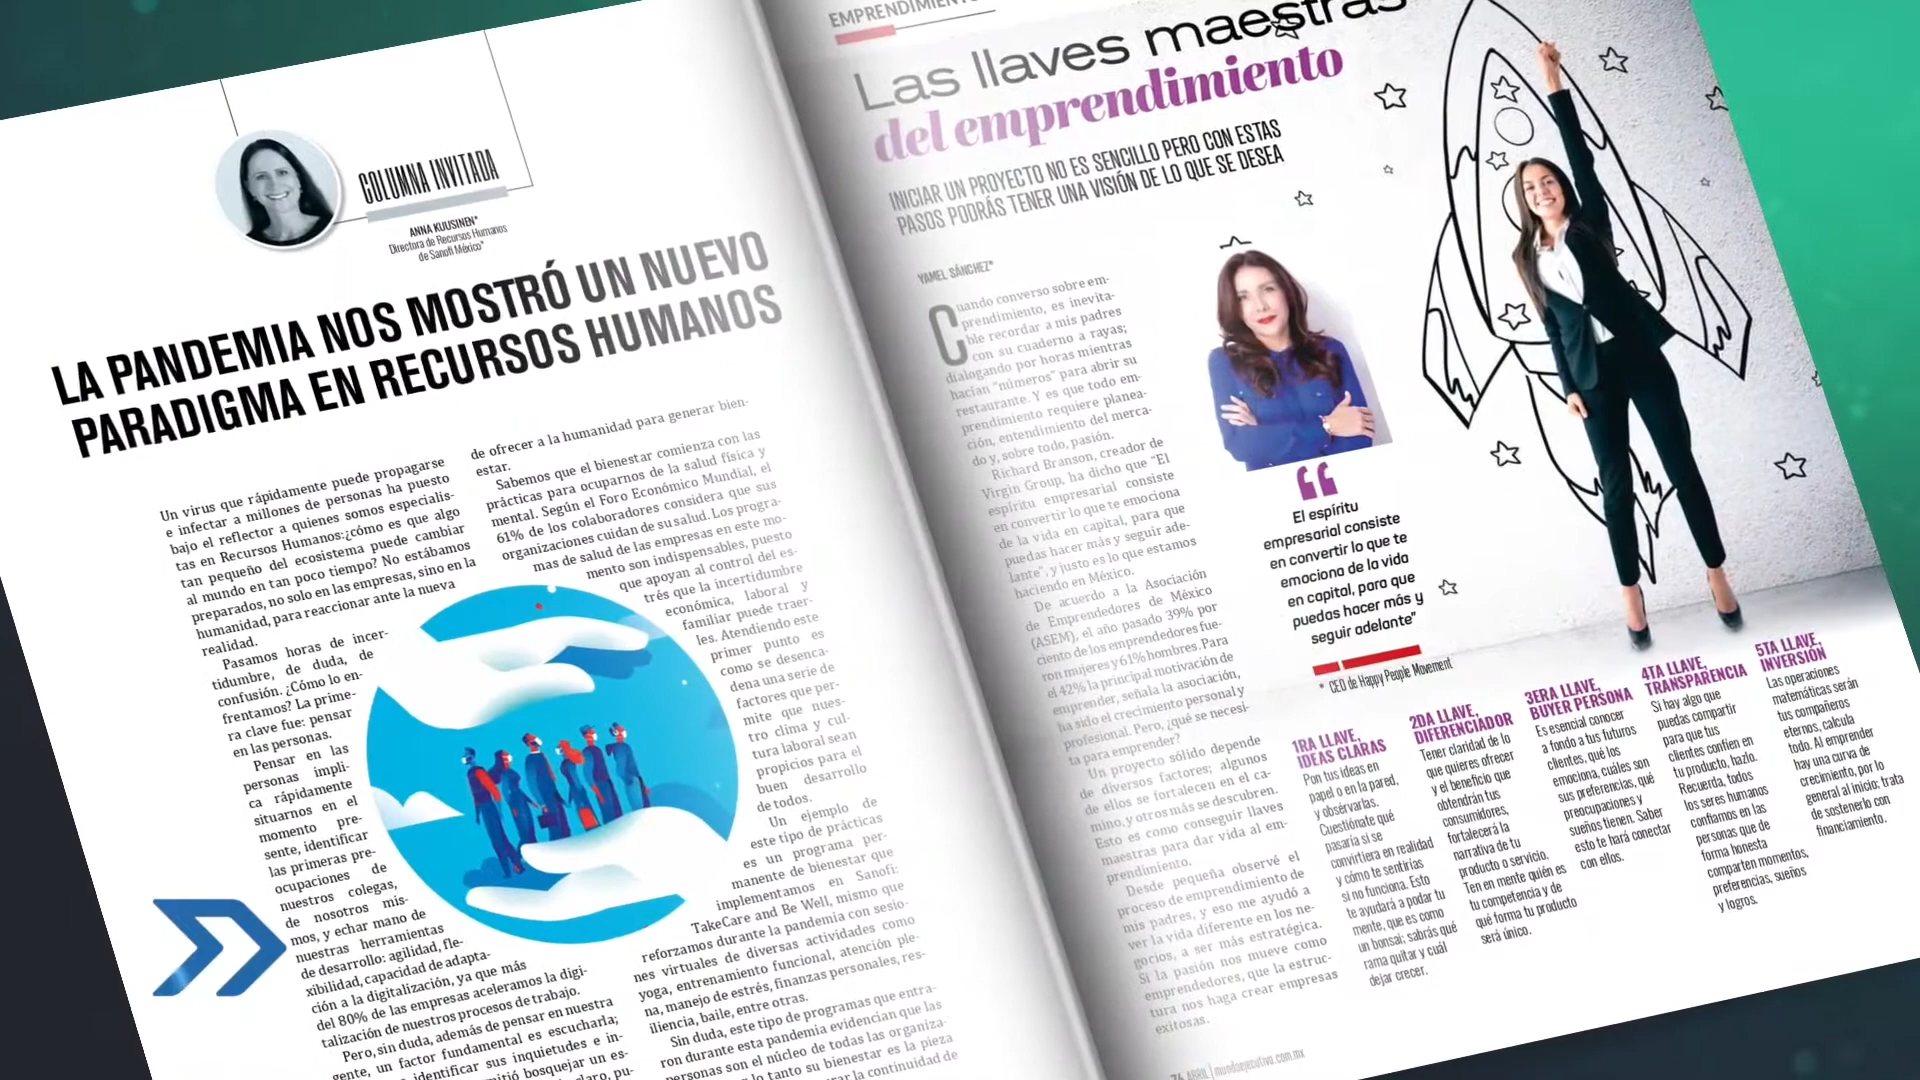 COLUMNA INVITADA
ANNA KUUSINEN*
Directora de Recursos Humanos
de Sanofi México*
LA PANDEMIA NOS MOSTRÓ UN NUEVO
PARADIGMA EN RECURSOS HUMANOS
Un virus que rápidamente puede propagarse
e infectar a millones de personas ha puesto
bajo el reflector a quienes somos especialis-
tas en Recursos Humanos:¿cómo es que algo
tan pequeño del ecosistema puede cambiar
al mundo en tan poco tiempo? No estábamos
preparados, no solo en las empresas, sino en la
humanidad, para reaccionar ante la nueva
realidad.
Pasamos horas de incer-
tidumbre, de duda, de
confusión. ¿Cómo lo en-
frentamos? La prime-
ra clave fue: pensar
en las personas.
Pensar en las
personas impli-
ca rápidamente
situarnos en el
momento pre-
sente, identificar
las primeras pre-
ocupaciones de
nuestros colegas,
de nosotros mis-
mos, y echar mano de
nuestras herramientas
de desarrollo: agilidad, fle-
xibilidad, capacidad de adapta-
ción a la digitalización, ya que más
del 80% de las empresas aceleramos la digi-
talización de nuestros procesos de trabajo.
Pero, sin duda, además de pensar en nuestra
gente, un factor fundamental es escucharla;
identificar sus inquietudes e in-
mitió bosquejar un es-
claro, pu-
de ofrecer a la humanidad para generar bien-
estar.
Sabemos que el bienestar comienza con las
prácticas para ocuparnos de la salud física y
mental. Según el Foro Económico Mundial, el
61% de los colaboradores considera que sus
organizaciones cuidan de su salud. Los progra-
mas de salud de las empresas en este mo-
mento son indispensables, puesto
que apoyan al control del es-
trés que la incertidumbre
económica, laboral y
familiar puede traer-
les. Atendiendo este
primer punto es
como se desenca-
dena una serie de
factores que per-
mite que nues-
tro clima y cul-
tura laboral sean
propicios para el
buen desarrollo
de todos.
Un ejemplo de
este tipo de prácticas
es un programa per-
manente de bienestar que
implementamos en Sanofi:
TakeCare and Be Well, mismo que
reforzamos durante la pandemia con sesio-
nes virtuales de diversas actividades como
yoga, entrenamiento funcional, atención ple-
na, manejo de estrés, finanzas personales, res-
iliencia, baile, entre otras.
Sin duda, este tipo de programas que entra-
ron durante esta pandemia evidencian que las
personas son el núcleo de todas las organiza-
lo tanto su bienestar es la pieza
la continuidad de
EMPRENDIMIENTO
Las llaves maestras
del emprendimiento
INICIAR UN PROYECTO NO ES SENCILLO PERO CON ESTAS
PASOS PODRÁS TENER UNA VISIÓN DE LO QUE SE DESEA
YAMEL SÁNCHEZ*
Cuando converso sobre em-
prendimiento, es inevita-
ble recordar a mis padres
con su cuaderno a rayas;
dialogando por horas mientras
hacían "números" para abrir su
restaurante. Y es que todo em-
prendimiento requiere planea-
ción, entendimiento del merca-
do y, sobre todo, pasión.
Richard Branson, creador de
Virgin Group, ha dicho que "El
espíritu empresarial consiste
en convertir lo que te emociona
de la vida en capital, para que
puedas hacer más y seguir ade-
lante", y justo es lo que estamos
haciendo en México.
De acuerdo a la Asociación
de Emprendedores de México
(ASEM), el año pasado 39% por
ciento de los emprendedores fue-
ron mujeres y 61% hombres. Para
el 42% la principal motivación de
emprender, señala la asociación,
ha sido el crecimiento personal y
profesional. Pero, ¿qué se necesi-
ta para emprender?
Un proyecto sólido depende
de diversos factores; algunos
de ellos se fortalecen en el ca-
mino, y otros más se descubren.
Esto es como conseguir llaves
maestras para dar vida al em-
prendimiento.
Desde pequeña observé el
proceso de emprendimiento de
mis padres, y eso me ayudó a
ver la vida diferente en los ne-
gocios, a ser más estratégica.
Si la pasión nos mueve como
emprendedores, que la estruc-
tura nos haga crear empresas
exitosas.
“
El espíritu
empresarial consiste
en convertir lo que te
emociona de la vida
en capital, para que
puedas hacer más y
seguir adelante"
* CEO de Happy People Movement
1RA LLAVE,
IDEAS CLARAS
Pon tus ideas en
papel o en la pared,
y obsérvarlas.
Cuestiónate qué
pasaría si se
convirtiera en realidad
y cómo te sentirías
si no funciona. Esto
te ayudará a podar tu
mente, que es como
un bonsai; sabrás qué
rama quitar y cuál
dejar crecer.
2DA LLAVE,
DIFERENCIADOR
Tener claridad de lo
que quieres ofrecer
y el beneficio que
obtendrán tus
consumidores,
fortalecerá la
narrativa de tu
producto o servicio.
Ten en mente quién es
tu competencia y de
qué forma tu producto
será único.
3ERA LLAVE,
BUYER PERSONA
Es esencial conocer
a fondo a tus futuros
clientes, qué los
emociona, cuáles son
sus preferencias, qué
preocupaciones y
sueños tienen. Saber
esto te hará conectar
con ellos.
4TA LLAVE,
TRANSPARENCIA
Si hay algo que
puedas compartir
para que tus
clientes confíen en
tu producto, hazlo.
Recuerda, todos
los seres humanos
confiamos en las
personas que de
forma honesta
comparten momentos,
preferencias, sueños
y logros.
5TA LLAVE,
INVERSIÓN
Las operaciones
matemáticas serán
tus compañeros
eternos, calcula
todo. Al emprender
hay una curva de
crecimiento, por lo
general al inicio; trata
de sostenerlo con
financiamiento.
76 ABRIL | mundoejecutivo.com.mx